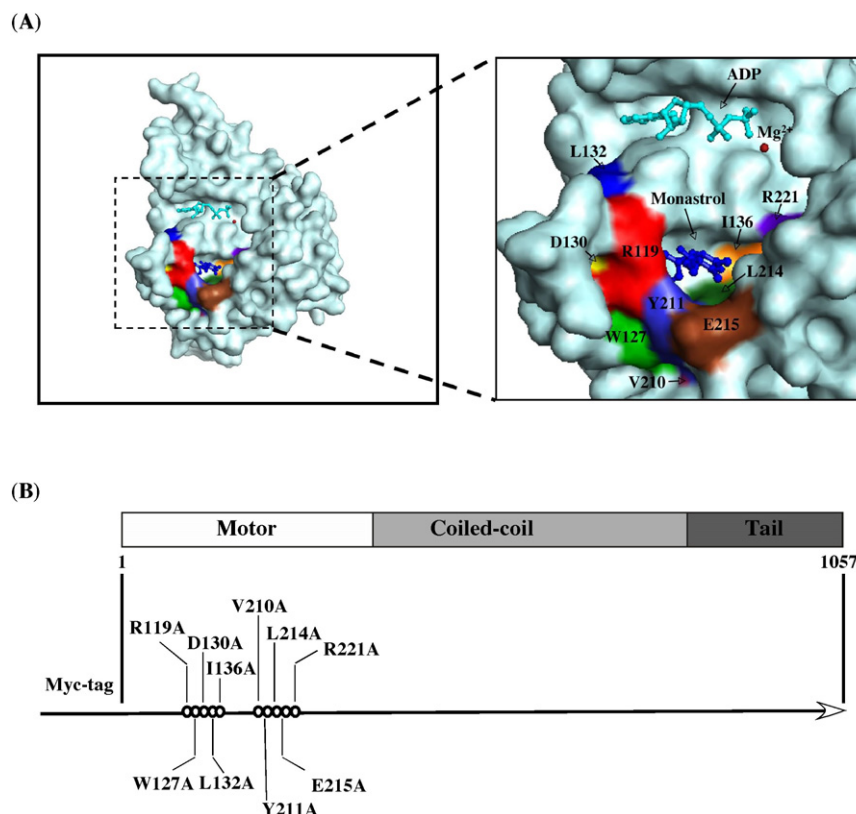 (A)
ADP
Mg2+
L132
Monastrol
R221
I136
D130
R119
L214
Y211
E215
W127
V210
(B)
Motor Coiled-coil Tail
1 1057
V210A
R119A L214A
D130A R221A
I136A
Myc-tag
W127A L132A E215A
Y211A